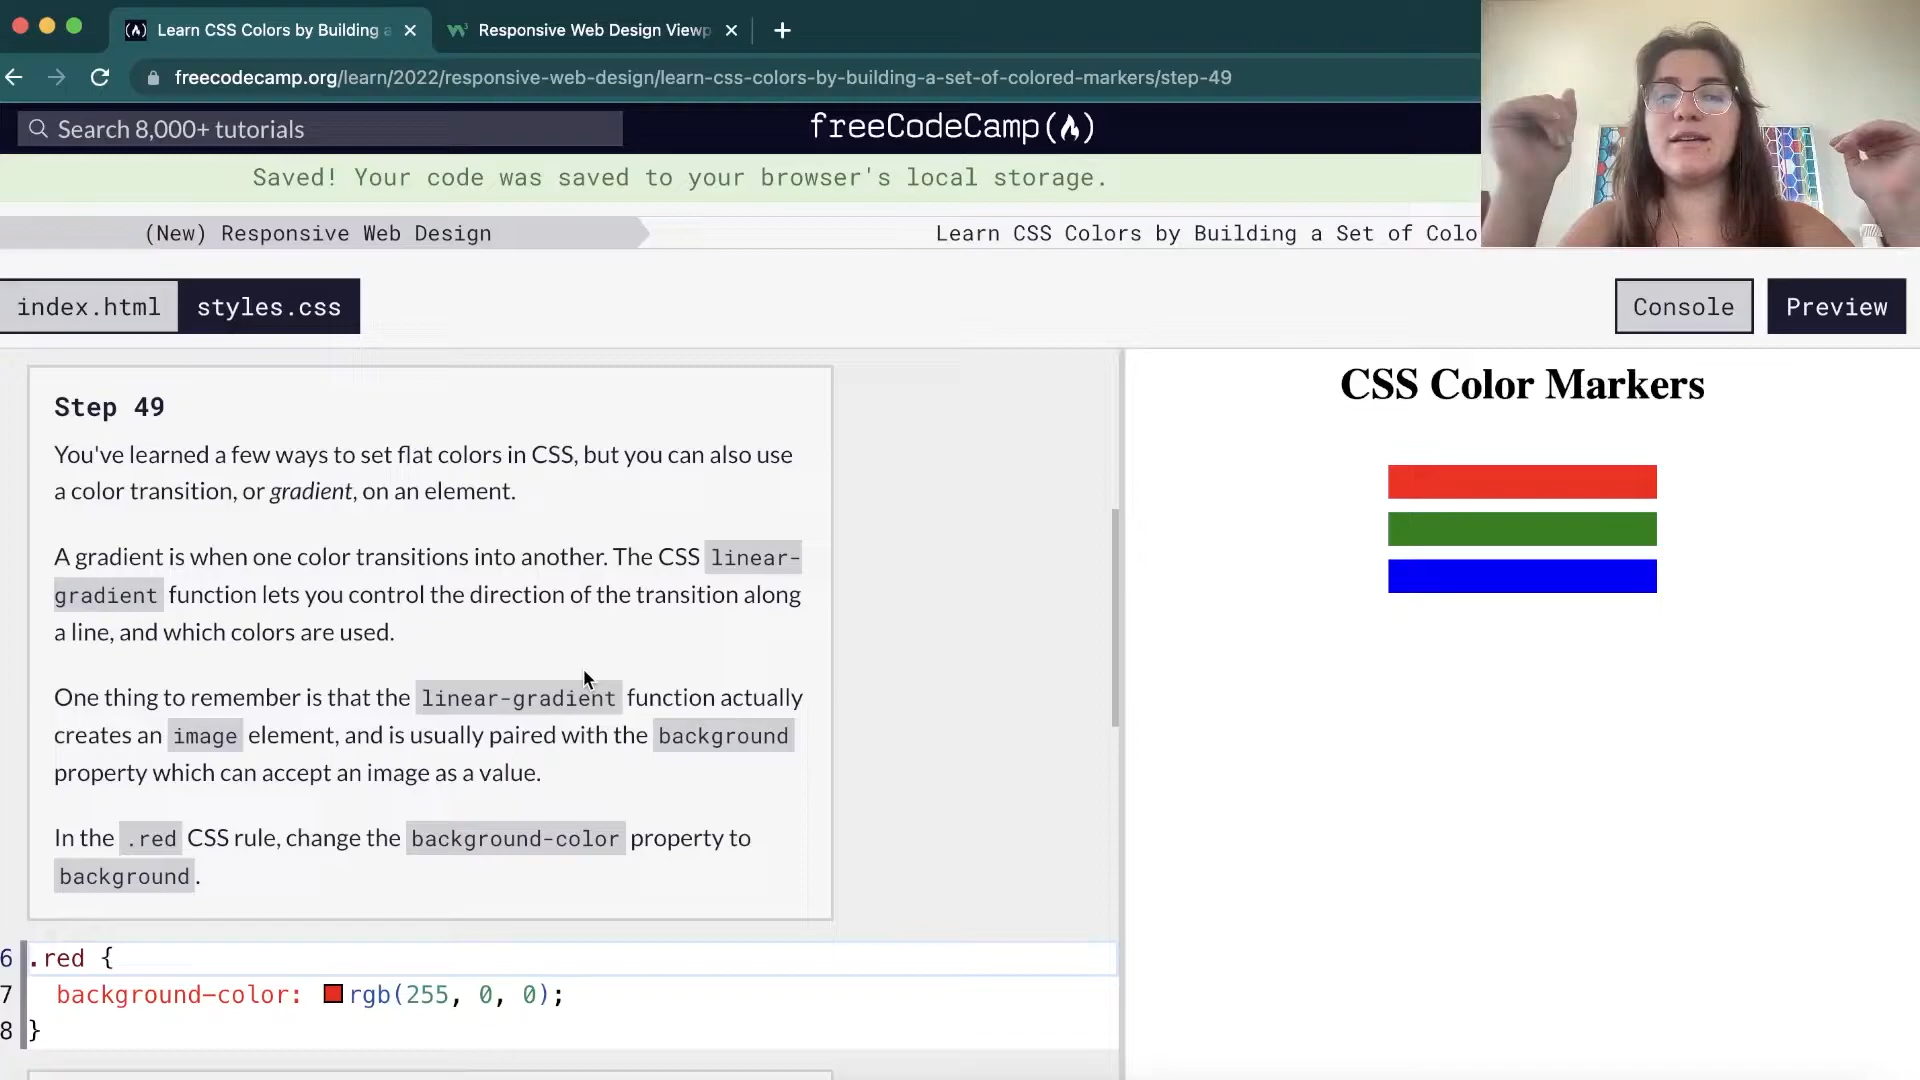 Learn CSS Colors by Building a
Responsive Web Design Viewp
freecodecamp.org/learn/2022/responsive-web-design/learn-css-colors-by-building-a-set-of-colored-markers/step-49
Search 8,000+ tutorials
freeCodeCamp
Saved! Your code was saved to your browser's local storage.
(New) Responsive Web Design
Learn CSS Colors by Building a Set of Colo
index.html
styles.css
Console
Preview
Step 49
You've learned a few ways to set flat colors in CSS, but you can also use
a color transition, or gradient, on an element.
A gradient is when one color transitions into another. The CSS linear-
gradient function lets you control the direction of the transition along
a line, and which colors are used.
One thing to remember is that the linear-gradient function actually
creates an image element, and is usually paired with the background
property which can accept an image as a value.
In the .red CSS rule, change the background-color property to
background.
6 .red {
7 background-color: rgb(255, 0, 0);
8 }
CSS Color Markers